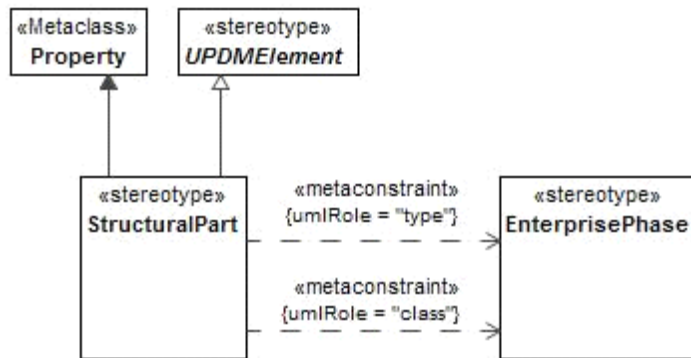 «Metaclass»
Property
«stereotype»
UPDMElement
«stereotype»
StructuralPart
«metaconstraint»
{umlRole = "type"}
«metaconstraint»
{umlRole = "class"}
«stereotype»
EnterprisePhase